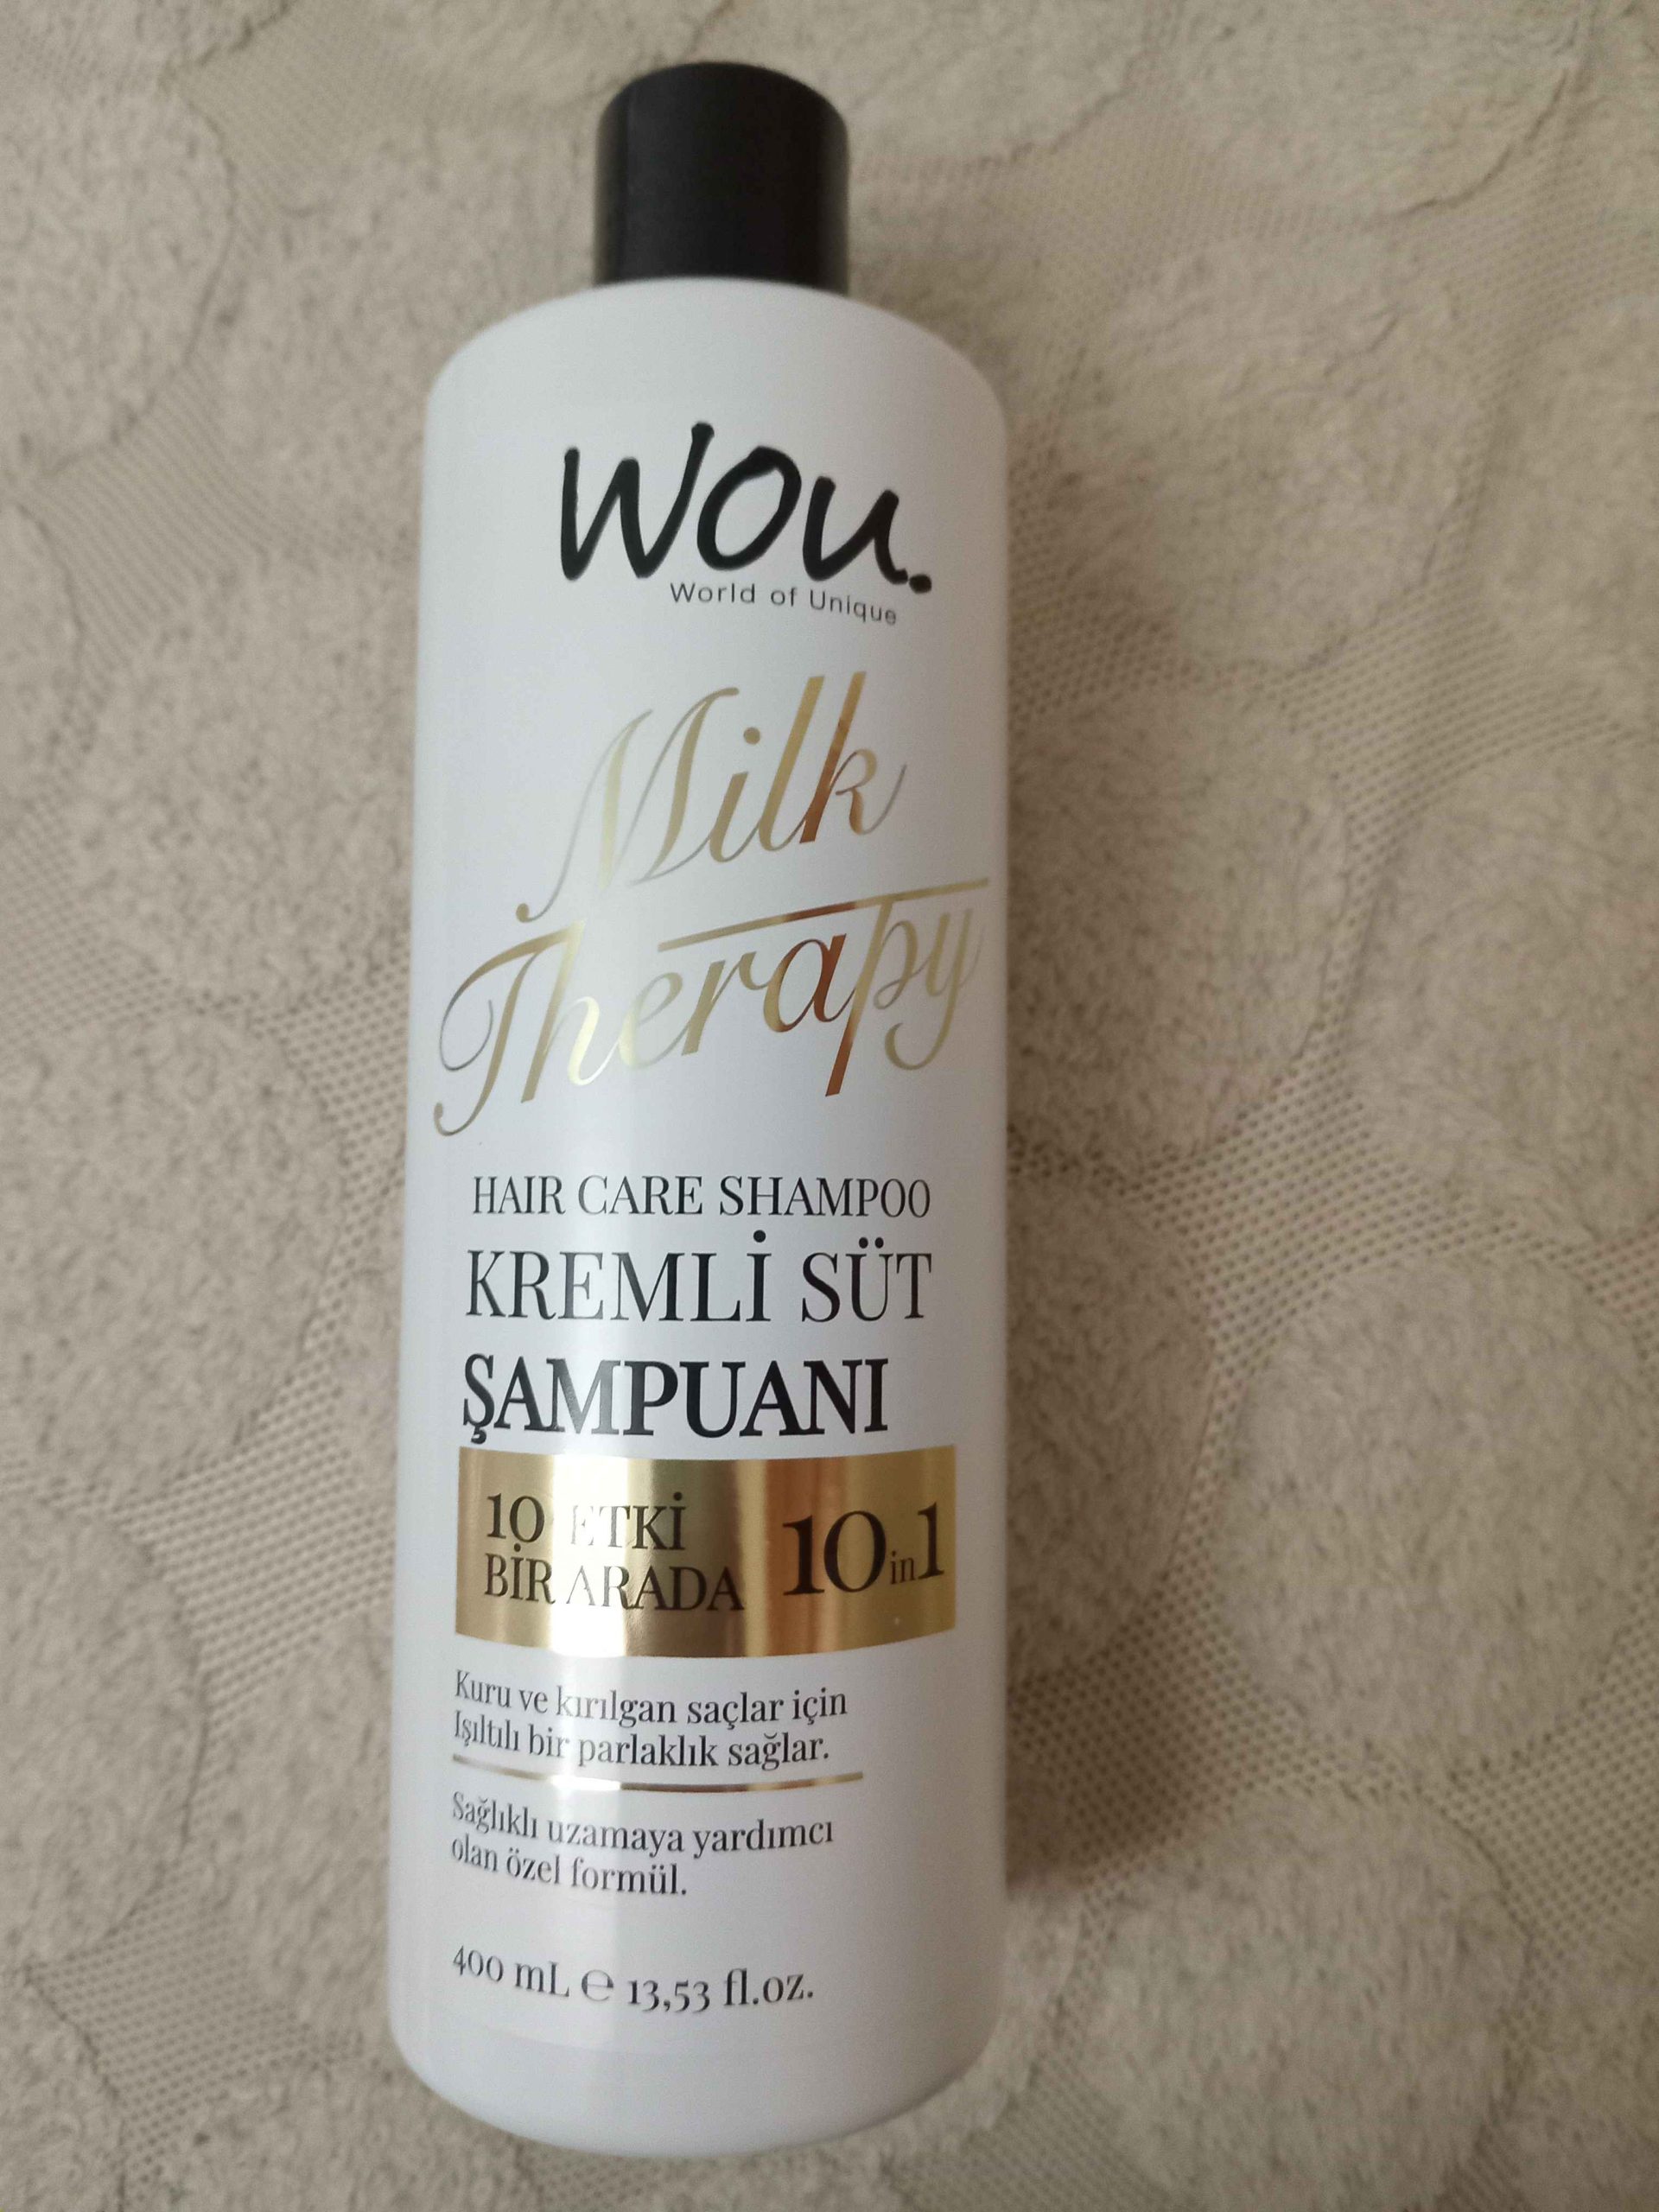 WOU.
World of Unique
Milk
Therapy
HAIR CARE SHAMPOO
KREMLİ SÜT
ŞAMPUANI
10 ETKİ
BİR ARADA
10in1
Kuru ve kırılgan saçlar için
Işıltılı bir parlaklık sağlar.
Sağlıklı uzamaya yardımcı
olan özel formül.
400 mL ℮ 13,53 fl.oz.